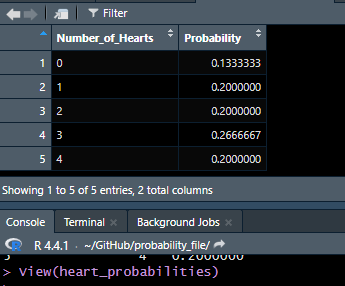 Filter
Number_of_Hearts Probability
1 0 0.1333333
2 1 0.2000000
3 2 0.2000000
4 3 0.2666667
5 4 0.2000000
Showing 1 to 5 of 5 entries, 2 total columns
Console Terminal × Background Jobs ×
R R 4.4.1 · ~/GitHub/probability_file/
5 4 0.2000000
> View(heart_probabilities)